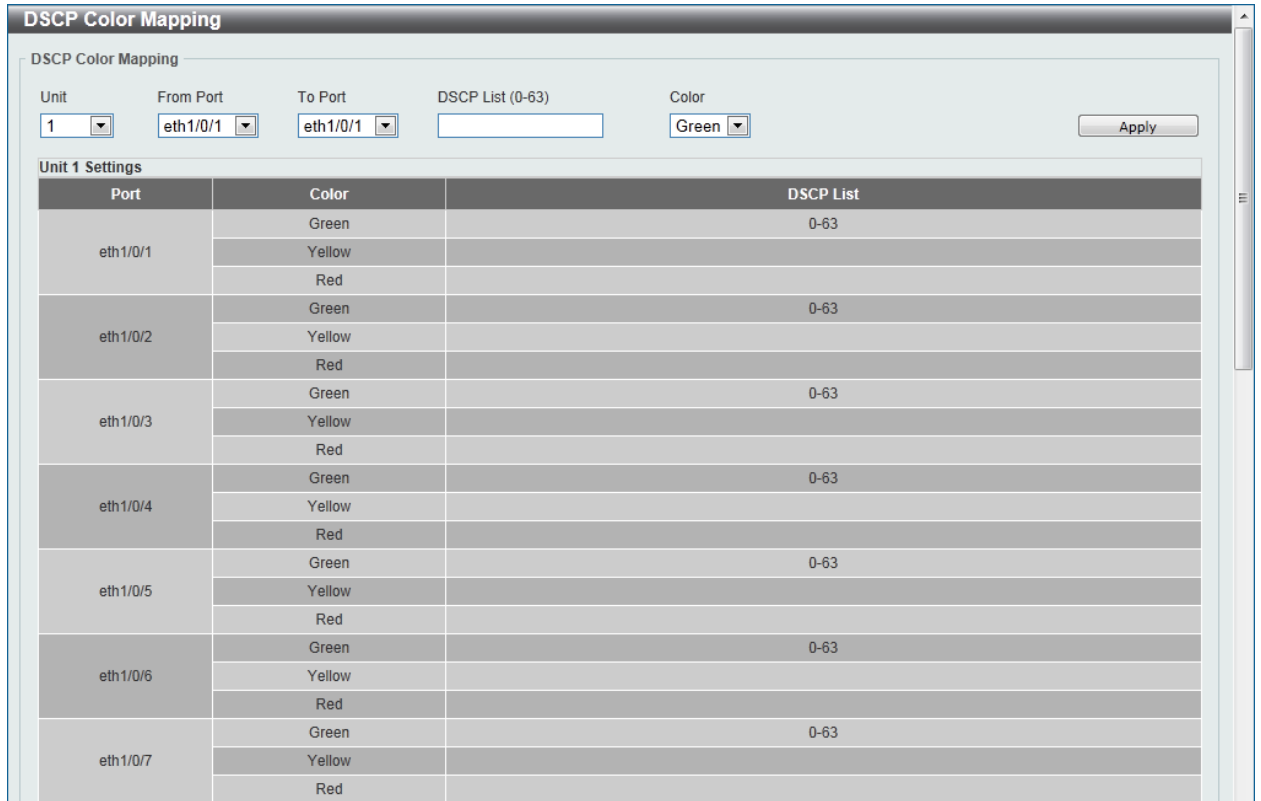 DSCP Color Mapping
DSCP Color Mapping
Unit From Port To Port DSCP List (0-63) Color
1 eth1/0/1 eth1/0/1 Green Apply
Unit 1 Settings
Port Color DSCP List
Green 0-63
eth1/0/1 Yellow
Red
Green 0-63
eth1/0/2 Yellow
Red
Green 0-63
eth1/0/3 Yellow
Red
Green 0-63
eth1/0/4 Yellow
Red
Green 0-63
eth1/0/5 Yellow
Red
Green 0-63
eth1/0/6 Yellow
Red
Green 0-63
eth1/0/7 Yellow
Red